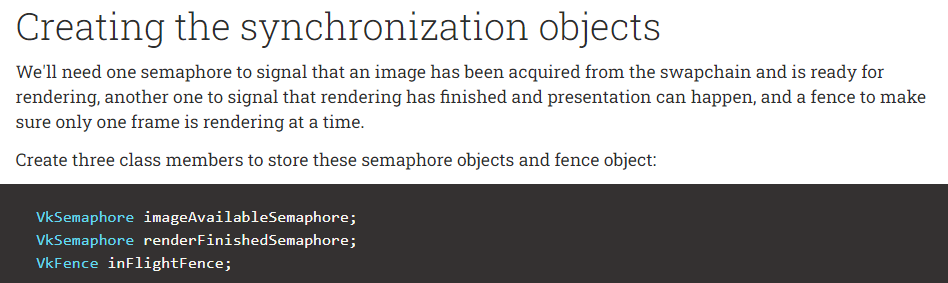 Creating the synchronization objects
We'll need one semaphore to signal that an image has been acquired from the swapchain and is ready for
rendering, another one to signal that rendering has finished and presentation can happen, and a fence to make
sure only one frame is rendering at a time.
Create three class members to store these semaphore objects and fence object:
VkSemaphore imageAvailableSemaphore;
VkSemaphore renderFinishedSemaphore;
VkFence inFlightFence;